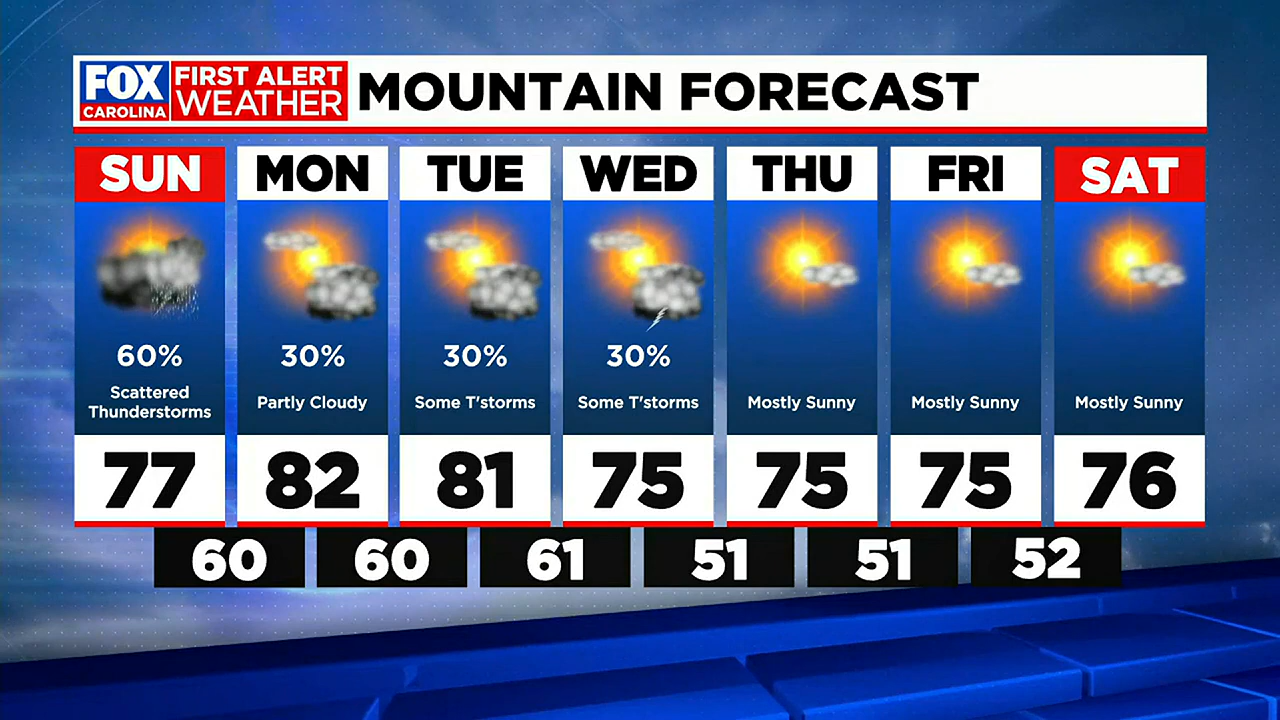 FOX
CAROLINA
FIRST ALERT
WEATHER
MOUNTAIN FORECAST
SUN
60%
Scattered
Thunderstorms
77
MON
30%
Partly Cloudy
82
TUE
30%
Some T'storms
81
WED
30%
Some T'storms
75
THU
Mostly Sunny
75
FRI
Mostly Sunny
75
SAT
Mostly Sunny
76
60
60
61
51
51
52